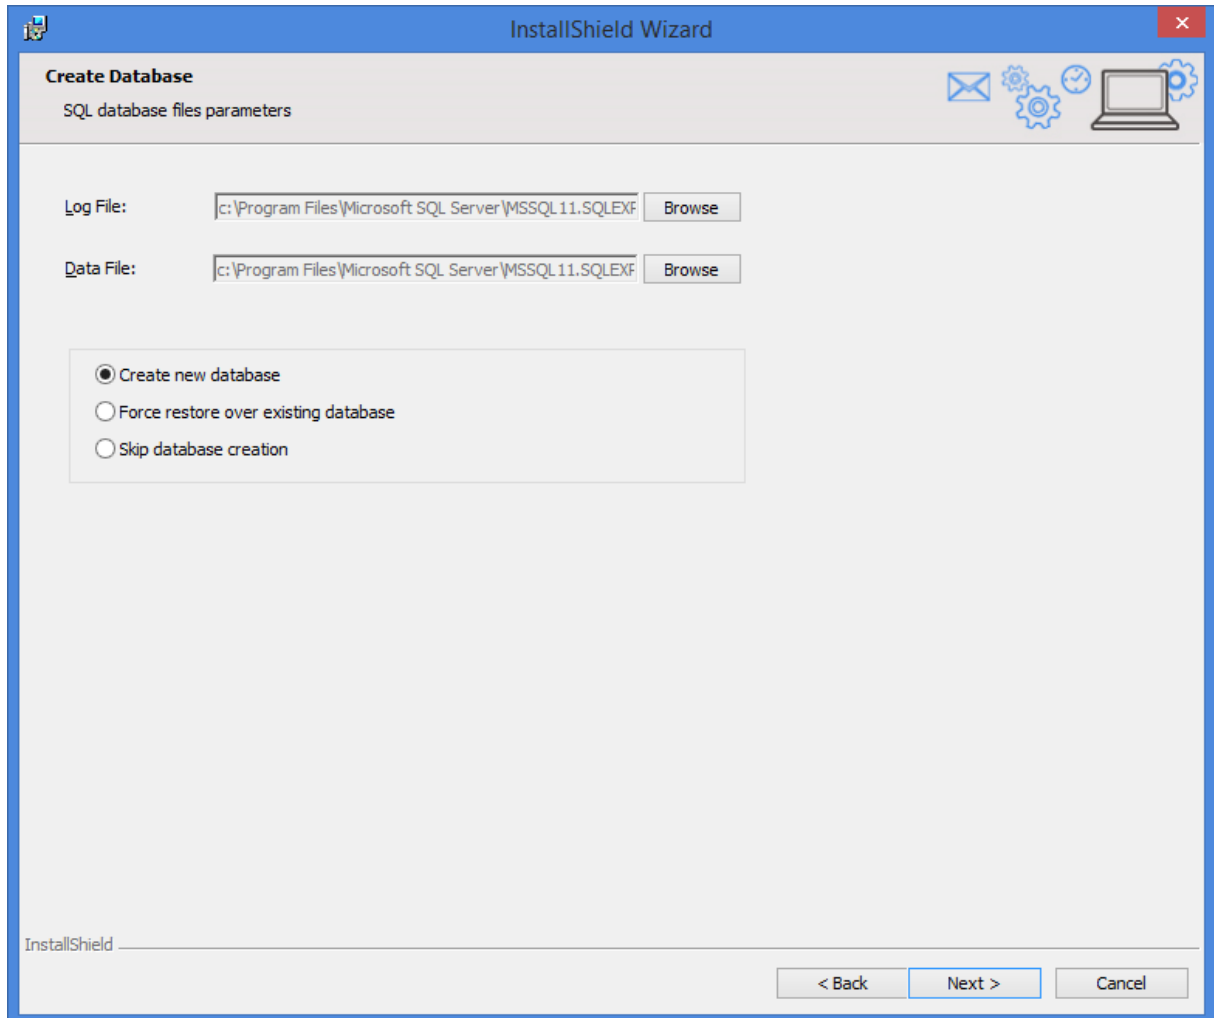 InstallShield Wizard
Create Database
SQL database files parameters
Log File: c:\Program Files\Microsoft SQL Server\MSSQL11.SQLEXF Browse
Data File: c:\Program Files\Microsoft SQL Server\MSSQL11.SQLEXF Browse
Create new database
Force restore over existing database
Skip database creation
InstallShield
< Back Next > Cancel